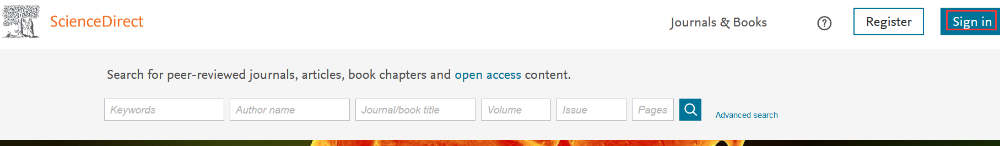 ScienceDirect
Journals & Books
?
Register
Sign in
Search for peer-reviewed journals, articles, book chapters and open access content.
Keywords
Author name
Journal/book title
Volume
Issue
Pages
Advanced search